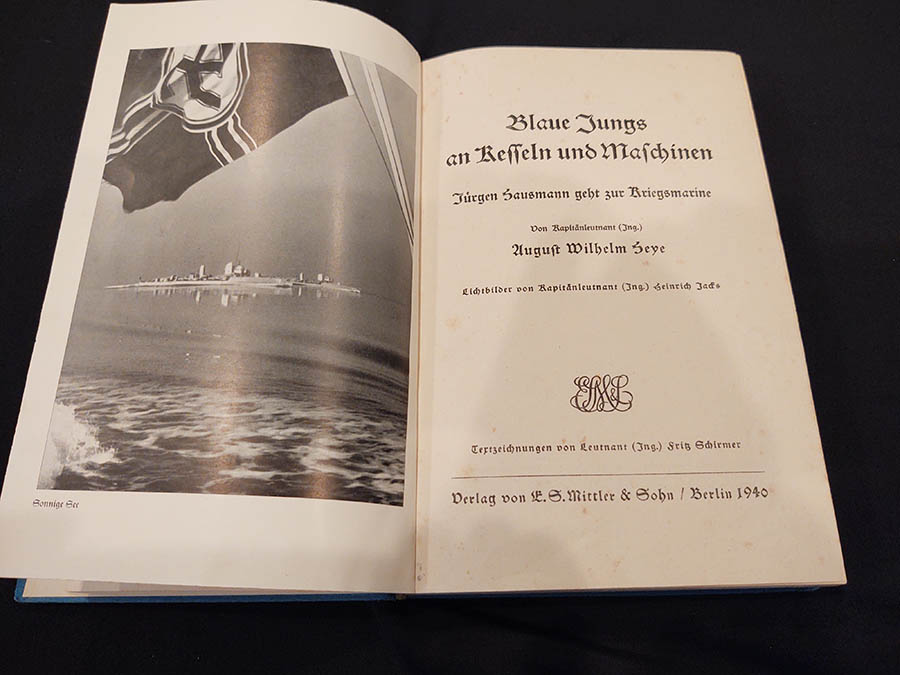 Sonnige See
Blaue Jungs
an Kesseln und Maschinen
Jürgen Hausmann geht zur Kriegsmarine
Von Kapitänleutnant (Ing.)
August Wilhelm Heye
Lichtbilder von Kapitänleutnant (Ing.) Heinrich Jacks
Textzeichnungen von Leutnant (Ing.) Fritz Schirmer
Verlag von E. S. Mittler & Sohn / Berlin 1940